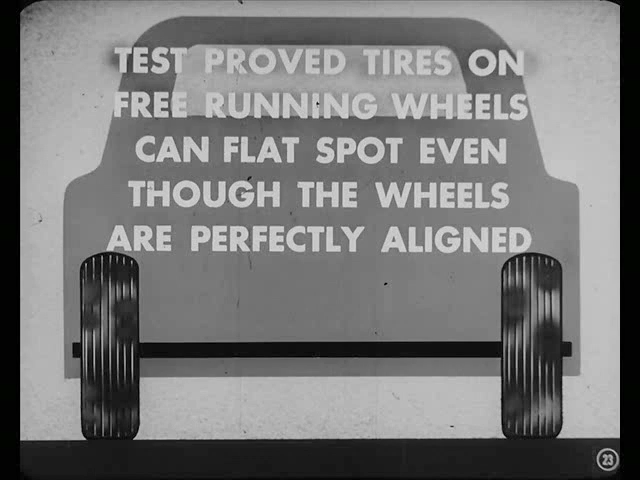 TEST PROVED TIRES ON
FREE RUNNING WHEELS
CAN FLAT SPOT EVEN
THOUGH THE WHEELS
ARE PERFECTLY ALIGNED
23